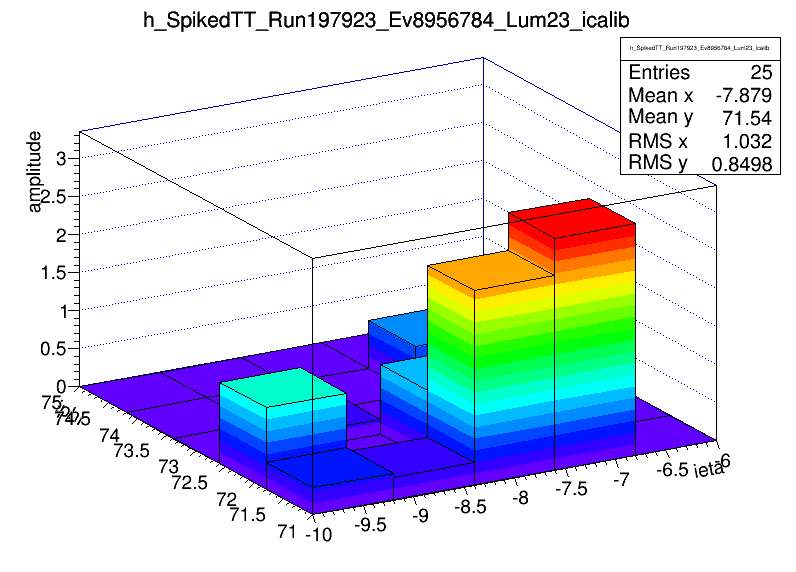 h_SpikedTT_Run197923_Ev8956784_Lum23_icalib
h_SpikedTT_Run197923_Ev8956784_Lum23_icalib
Entries 25
Mean x -7.879
Mean y 71.54
RMS x 1.032
RMS y 0.8498
amplitude
3
2.5
2
1.5
1
0.5
0
75
74.5
74
73.5
73
72.5
72
71.5
71
-10
-9.5
-9
-8.5
-8
-7.5
-7
-6.5
-6
ieta